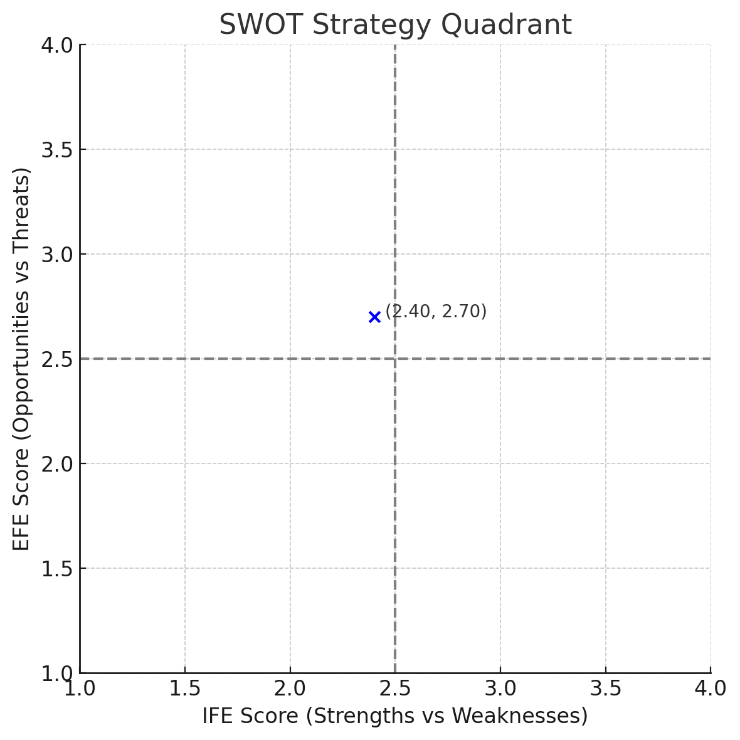 SWOT Strategy Quadrant
EFE Score (Opportunities vs Threats)
4.0
3.5
3.0
2.5
2.0
1.5
1.0
(2.40, 2.70)
1.0 1.5 2.0 2.5 3.0 3.5 4.0
IFE Score (Strengths vs Weaknesses)